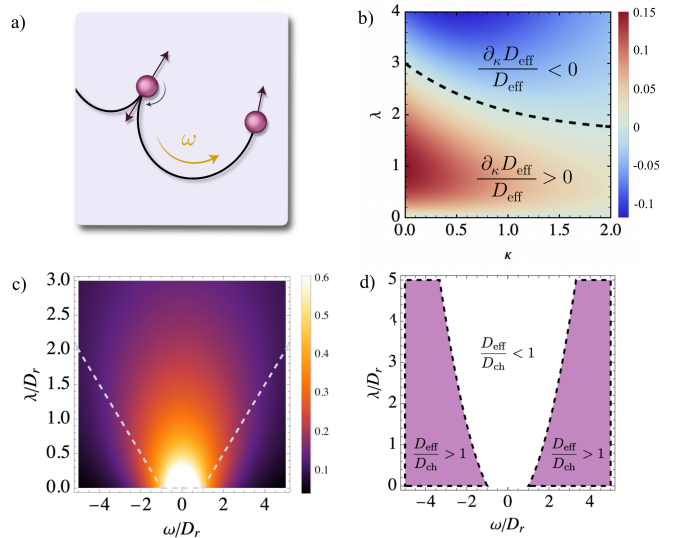 a)
ω
b)
λ
4
3
2
1
0
0.0
0.5
1.0
1.5
2.0
κ
∂κDeff/Deff < 0
∂κDeff/Deff > 0
0.15
0.10
0.05
0
-0.05
-0.1
c)
λ/Dr
3.0
2.5
2.0
1.5
1.0
0.5
0.0
−4
−2
0
2
4
ω/Dr
0.6
0.5
0.4
0.3
0.2
0.1
d)
λ/Dr
5
4
3
2
1
0
−4
−2
0
2
4
ω/Dr
Deff/Dch < 1
Deff/Dch > 1
Deff/Dch > 1